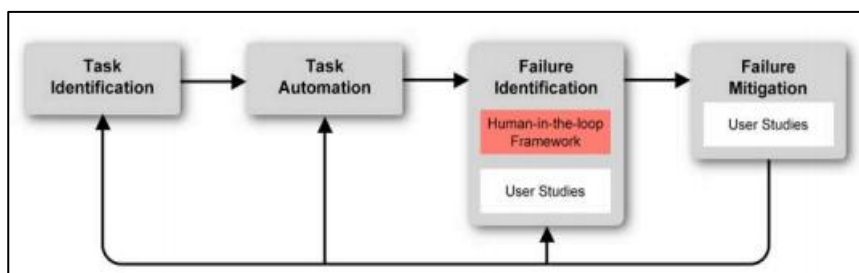 Task
Identification
Task
Automation
Failure
Identification
Human-in-the-loop
Framework
User Studies
Failure
Mitigation
User Studies